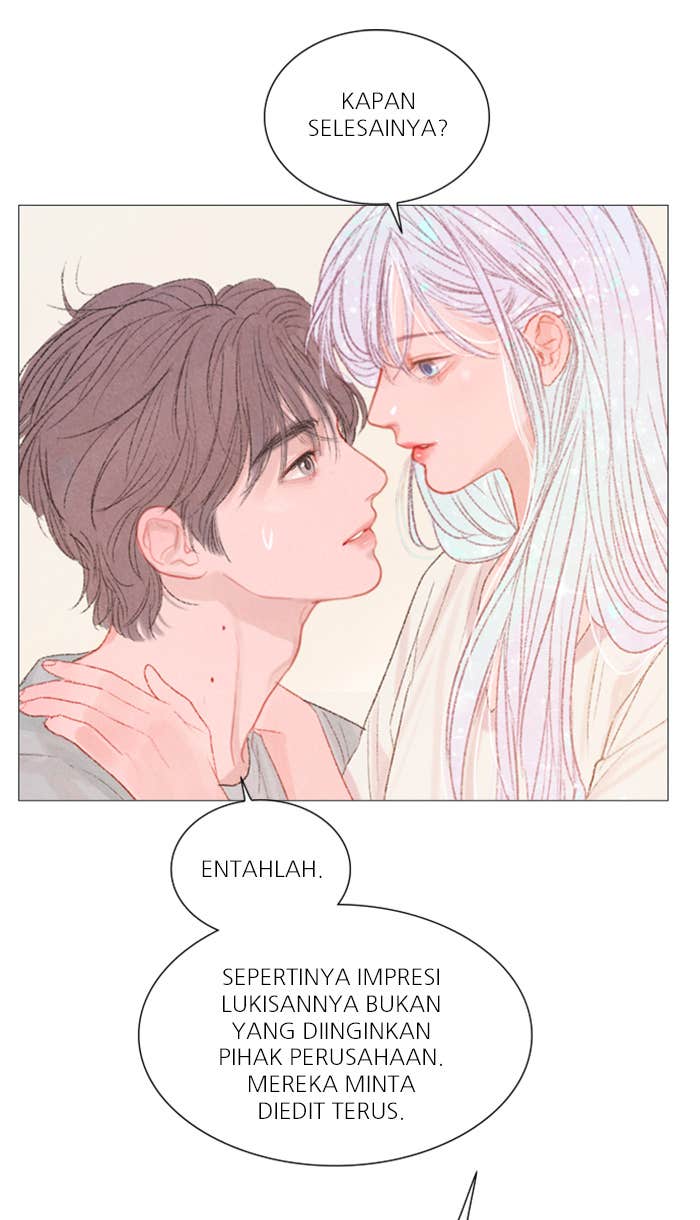 KAPAN
SELESAINYA?
ENTAHLAH.
SEPERTINYA IMPRESI
LUKISANNYA BUKAN
YANG DIINGINKAN
PIHAK PERUSAHAAN.
MEREKA MINTA
DIEDIT TERUS.